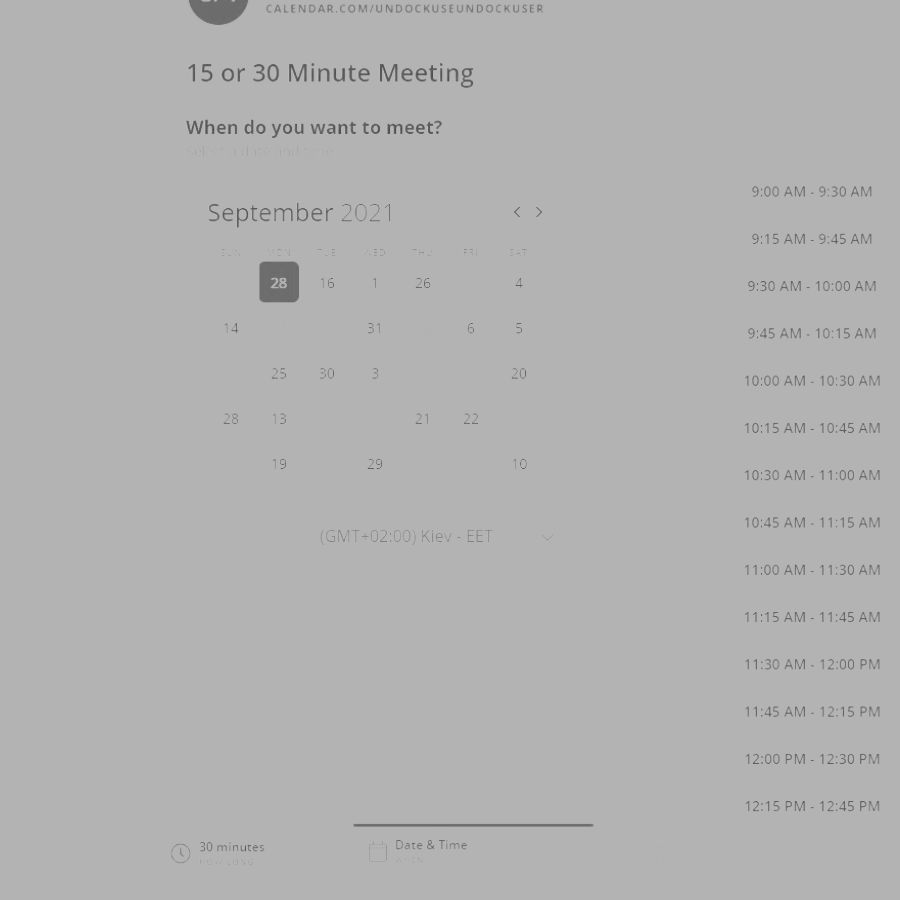 CALENDAR.COM/UNDOCKUSEUNDOCKUSER
15 or 30 Minute Meeting
When do you want to meet?
Select a date and time
September 2021
SUN MON TUE WED THU FRI SAT
28 16 1 26 4
14 31 6 5
25 30 3 20
28 13 21 22
19 29 10
(GMT+02:00) Kiev - EET
9:00 AM - 9:30 AM
9:15 AM - 9:45 AM
9:30 AM - 10:00 AM
9:45 AM - 10:15 AM
10:00 AM - 10:30 AM
10:15 AM - 10:45 AM
10:30 AM - 11:00 AM
10:45 AM - 11:15 AM
11:00 AM - 11:30 AM
11:15 AM - 11:45 AM
11:30 AM - 12:00 PM
11:45 AM - 12:15 PM
12:00 PM - 12:30 PM
12:15 PM - 12:45 PM
30 minutes
HOW LONG
Date & Time
WHEN